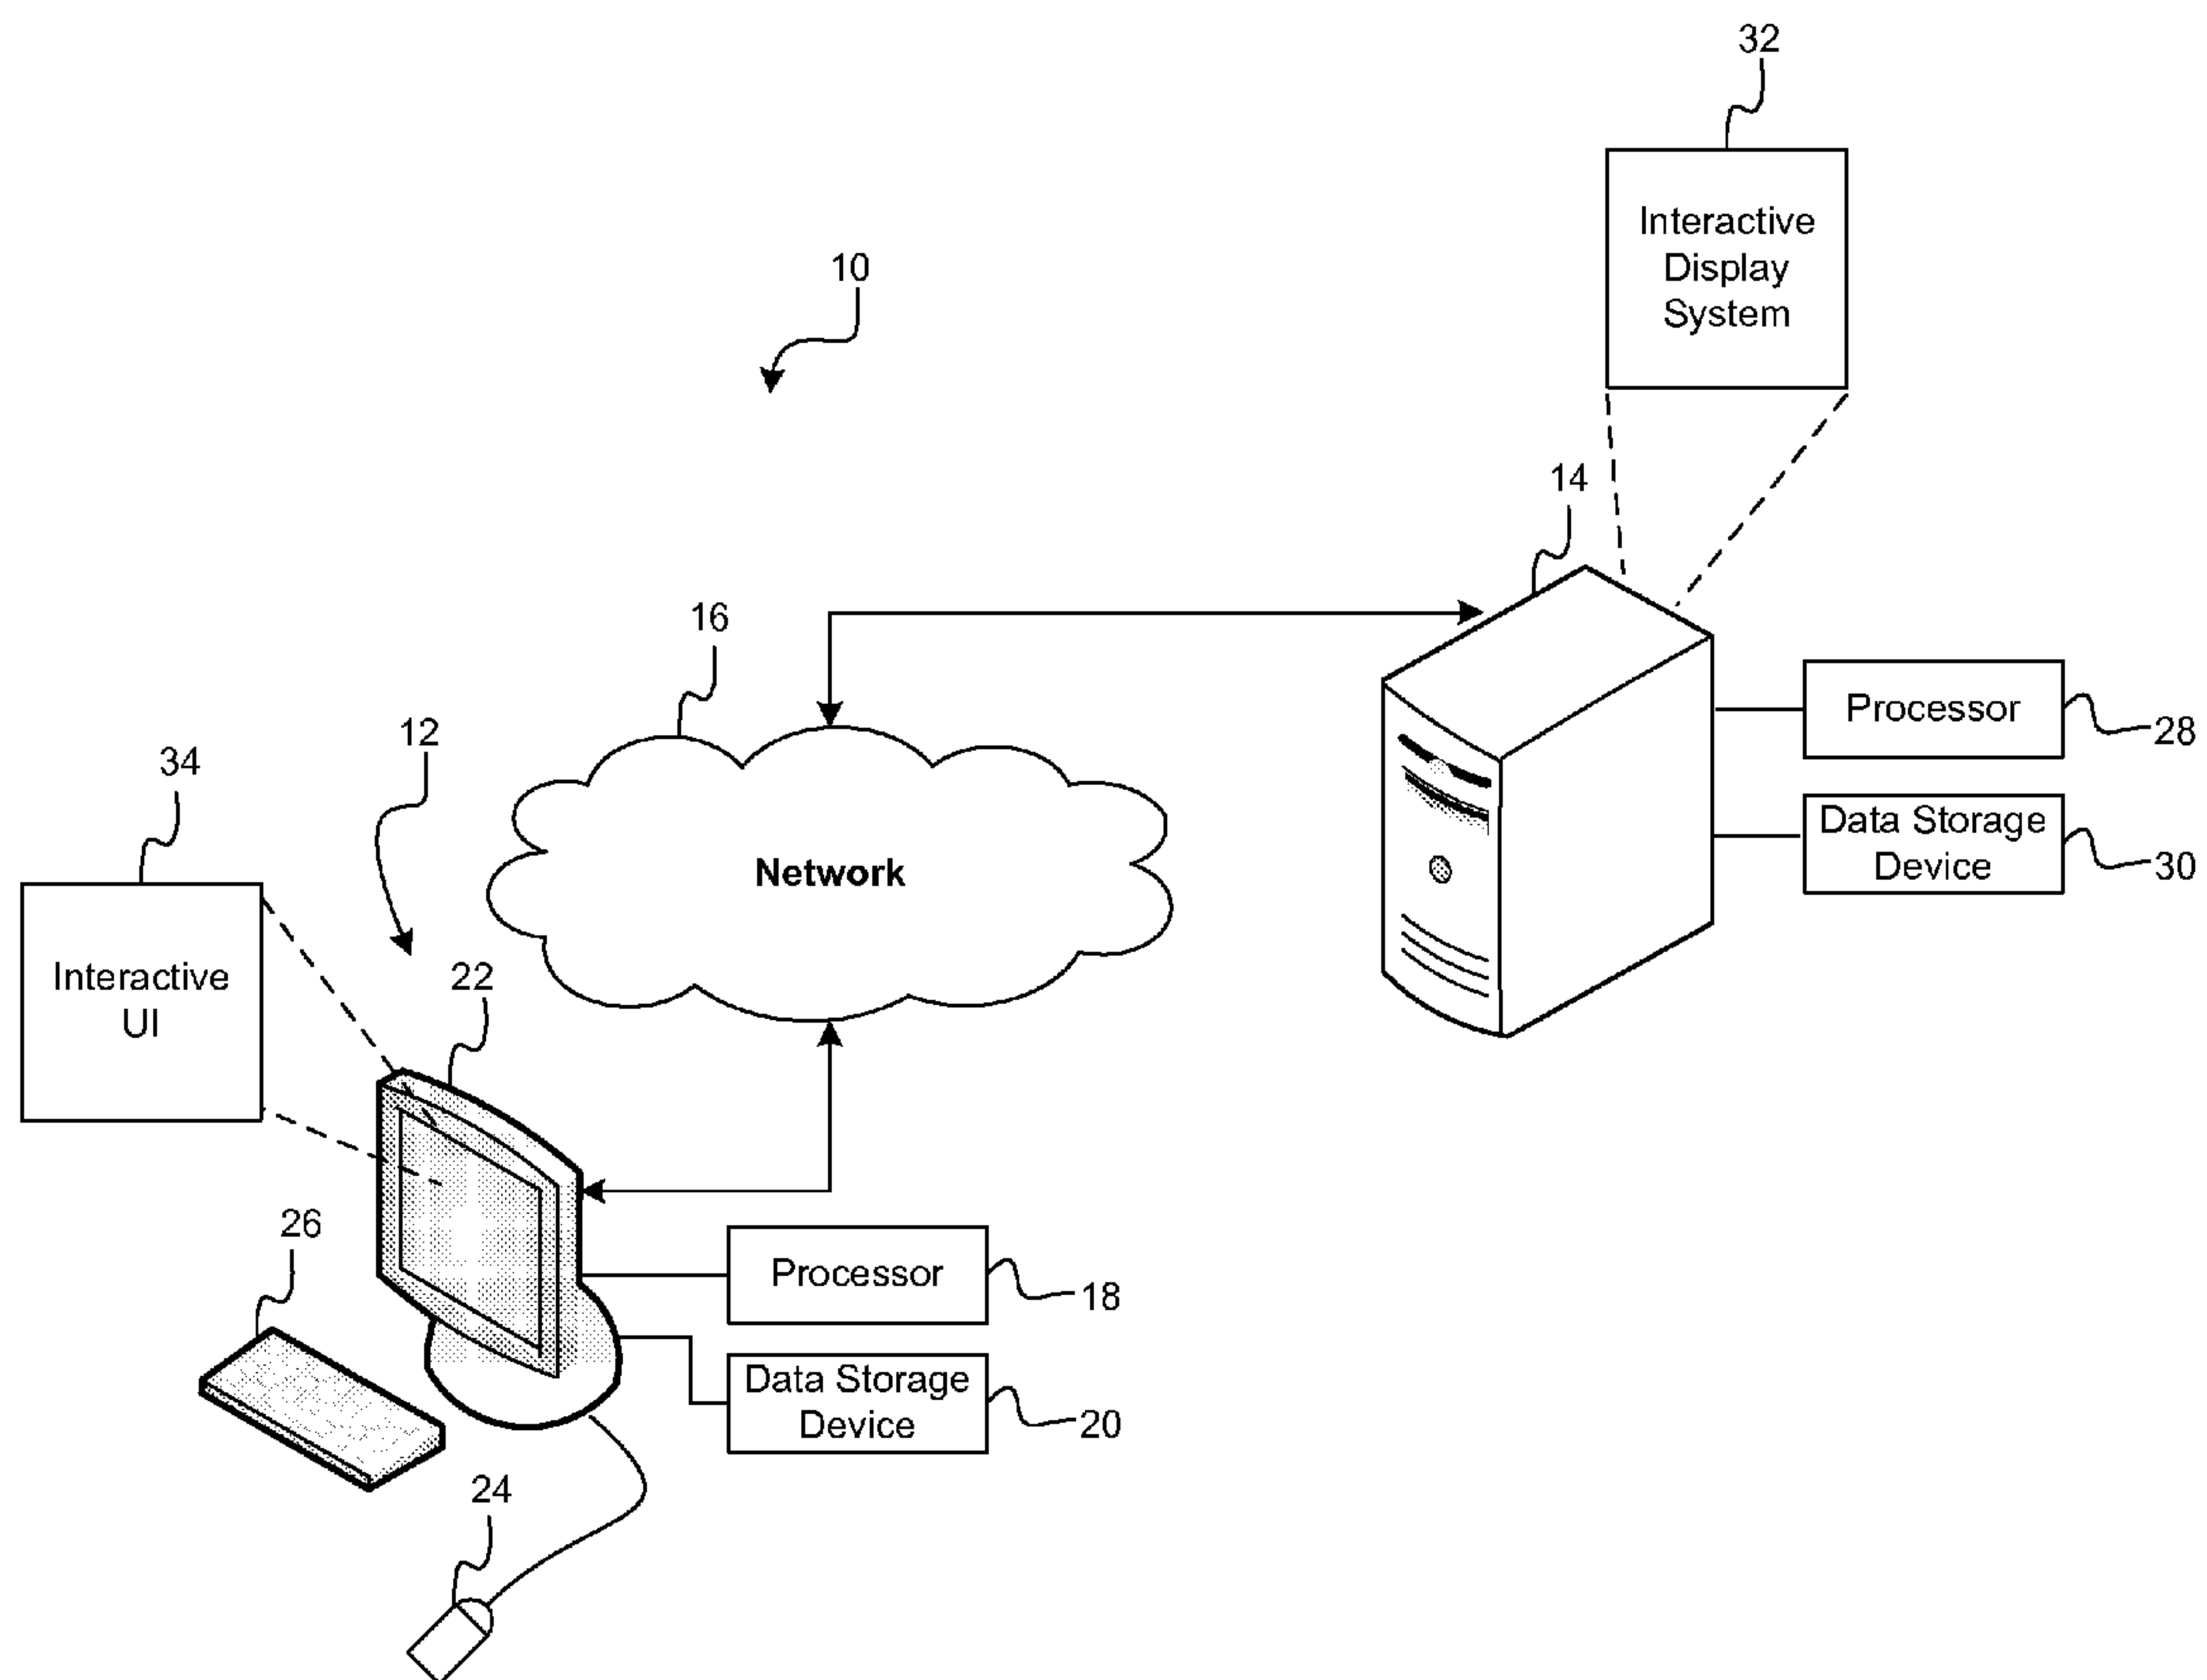 32
Interactive
Display
System
10
14
16
Processor
28
12
34
Data Storage
Device
30
Network
Interactive
UI
22
26
Processor
18
Data Storage
Device
20
24